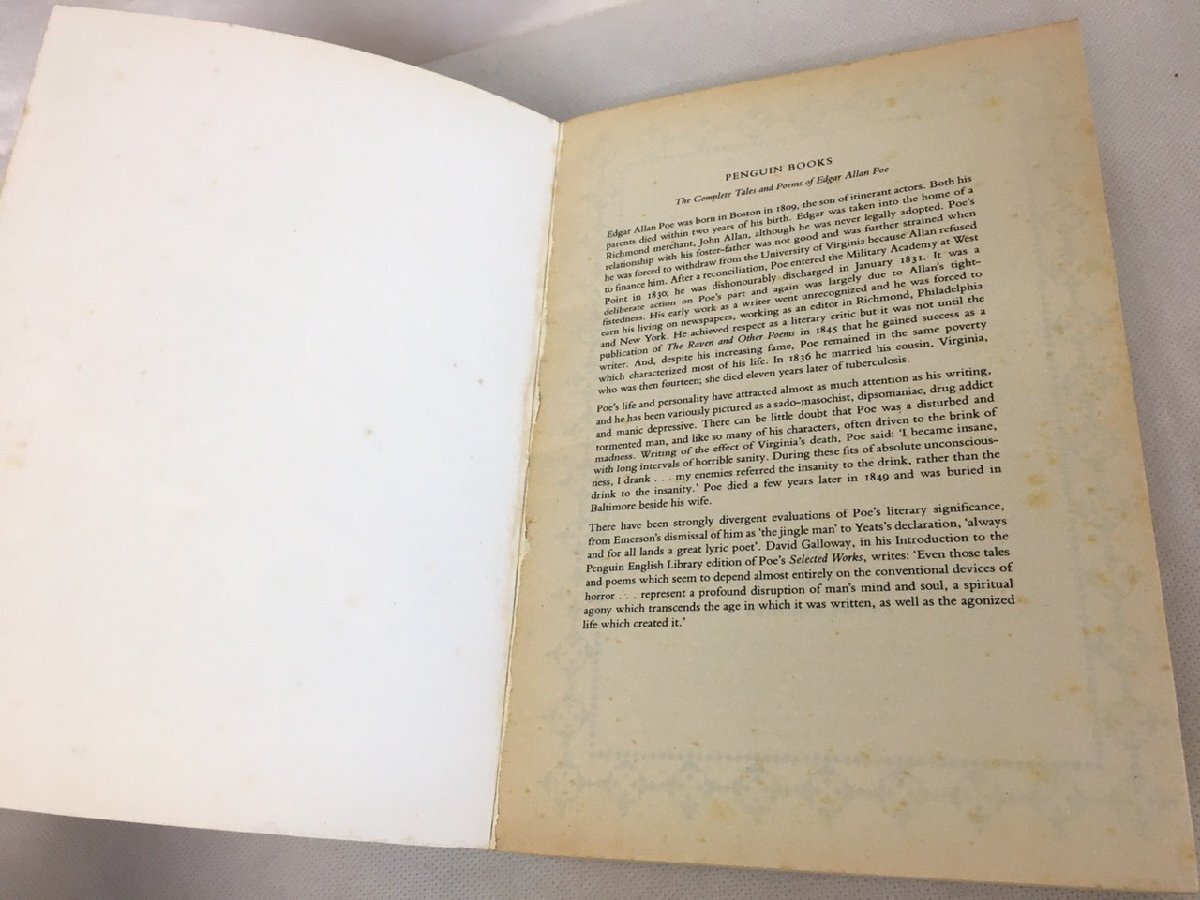 PENGUIN BOOKS
The Complete Tales and Poems of Edgar Allan Poe
Edgar Allan Poe was born in Boston in 1809, the son of itinerant actors. Both his
parents died within two years of his birth. Edgar was taken into the home of a
Richmond merchant, John Allan, although he was never legally adopted. Poe's
relationship with his foster-father was not good and was further strained when
he was forced to withdraw from the University of Virginia because Allan refused
to finance him. After a reconciliation, Poe entered the Military Academy at West
Point in 1830; he was dishonourably discharged in January 1831. It was a
deliberate action on Poe's part and again was largely due to Allan's tight-
fistedness. His early work as a writer went unrecognized and he was forced to
earn his living on newspapers, working as an editor in Richmond, Philadelphia
and New York. He achieved respect as a literary critic but it was not until the
publication of The Raven and Other Poems in 1845 that he gained success as a
writer. And, despite his increasing fame, Poe remained in the same poverty
which characterized most of his life. In 1836 he married his cousin, Virginia,
who was then fourteen; she died eleven years later of tuberculosis.
Poe's life and personality have attracted almost as much attention as his writing,
and he has been variously pictured as a sado-masochist, dipsomaniac, drug addict
and manic depressive. There can be little doubt that Poe was a disturbed and
tormented man, and like so many of his characters, often driven to the brink of
madness. Writing of the effect of Virginia's death, Poe said: 'I became insane,
with long intervals of horrible sanity. During these fits of absolute unconscious-
ness, I drank . . . my enemies referred the insanity to the drink, rather than the
drink to the insanity.' Poe died a few years later in 1849 and was buried in
Baltimore beside his wife.
There have been strongly divergent evaluations of Poe's literary significance,
from Emerson's dismissal of him as 'the jingle man' to Yeats's declaration, 'always
and for all lands a great lyric poet'. David Galloway, in his Introduction to the
Penguin English Library edition of Poe's Selected Works, writes: 'Even those tales
and poems which seem to depend almost entirely on the conventional devices of
horror . . . represent a profound disruption of man's mind and soul, a spiritual
agony which transcends the age in which it was written, as well as the agonized
life which created it.'